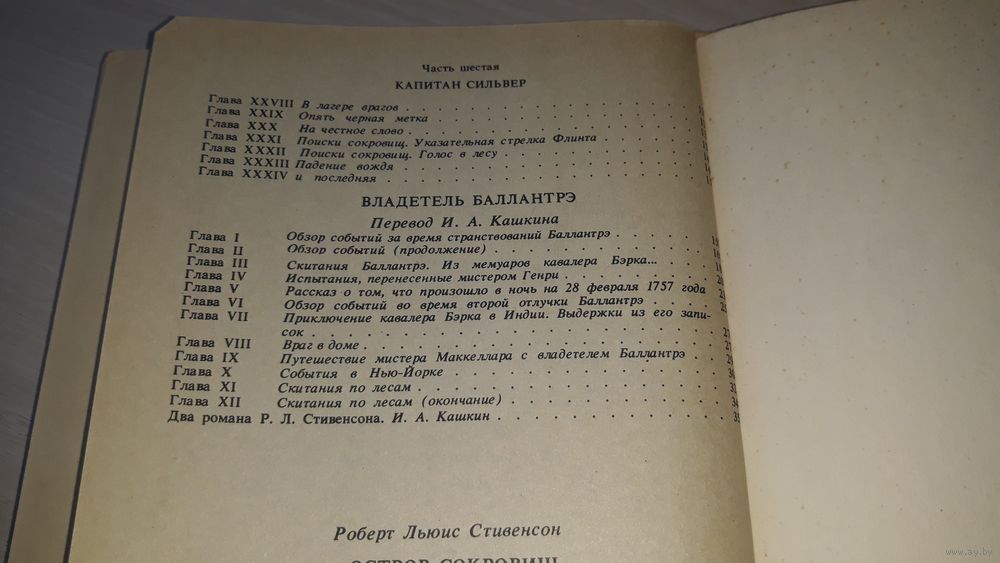 Часть шестая
КАПИТАН СИЛЬВЕР
Глава XXVIII В лагере врагов . . . . . . . . . . . . . . .
Глава XXIX Опять черная метка . . . . . . . . . . . . . .
Глава XXX На честное слово . . . . . . . . . . . . . . .
Глава XXXI Поиски сокровищ. Указательная стрелка Флинта . . . . .
Глава XXXII Поиски сокровищ. Голос в лесу . . . . . . . . . .
Глава XXXIII Падение вождя . . . . . . . . . . . . . . .
Глава XXXIV и последняя . . . . . . . . . . . . . . . .
ВЛАДЕТЕЛЬ БАЛЛАНТРЭ
Перевод И. А. Кашкина
Глава I Обзор событий за время странствований Баллантрэ . . . . .
Глава II Обзор событий (продолжение) . . . . . . . . . .
Глава III Скитания Баллантрэ. Из мемуаров кавалера Бэрка... . . .
Глава IV Испытания, перенесенные мистером Генри . . . . . . .
Глава V Рассказ о том, что произошло в ночь на 28 февраля 1757 года
Глава VI Обзор событий во время второй отлучки Баллантрэ . . . .
Глава VII Приключение кавалера Бэрка в Индии. Выдержки из его запи-
сок . . . . . . . . . . . . . . . . . . . .
Глава VIII Враг в доме . . . . . . . . . . . . . . . . .
Глава IX Путешествие мистера Маккеллара с владетелем Баллантрэ . .
Глава X События в Нью-Йорке . . . . . . . . . . . . .
Глава XI Скитания по лесам . . . . . . . . . . . . . .
Глава XII Скитания по лесам (окончание) . . . . . . . . . .
Два романа Р. Л. Стивенсона. И. А. Кашкин . . . . . . . . . .
Роберт Льюис Стивенсон
ОСТРОВ СОКРОВИЩ
www.ay.by